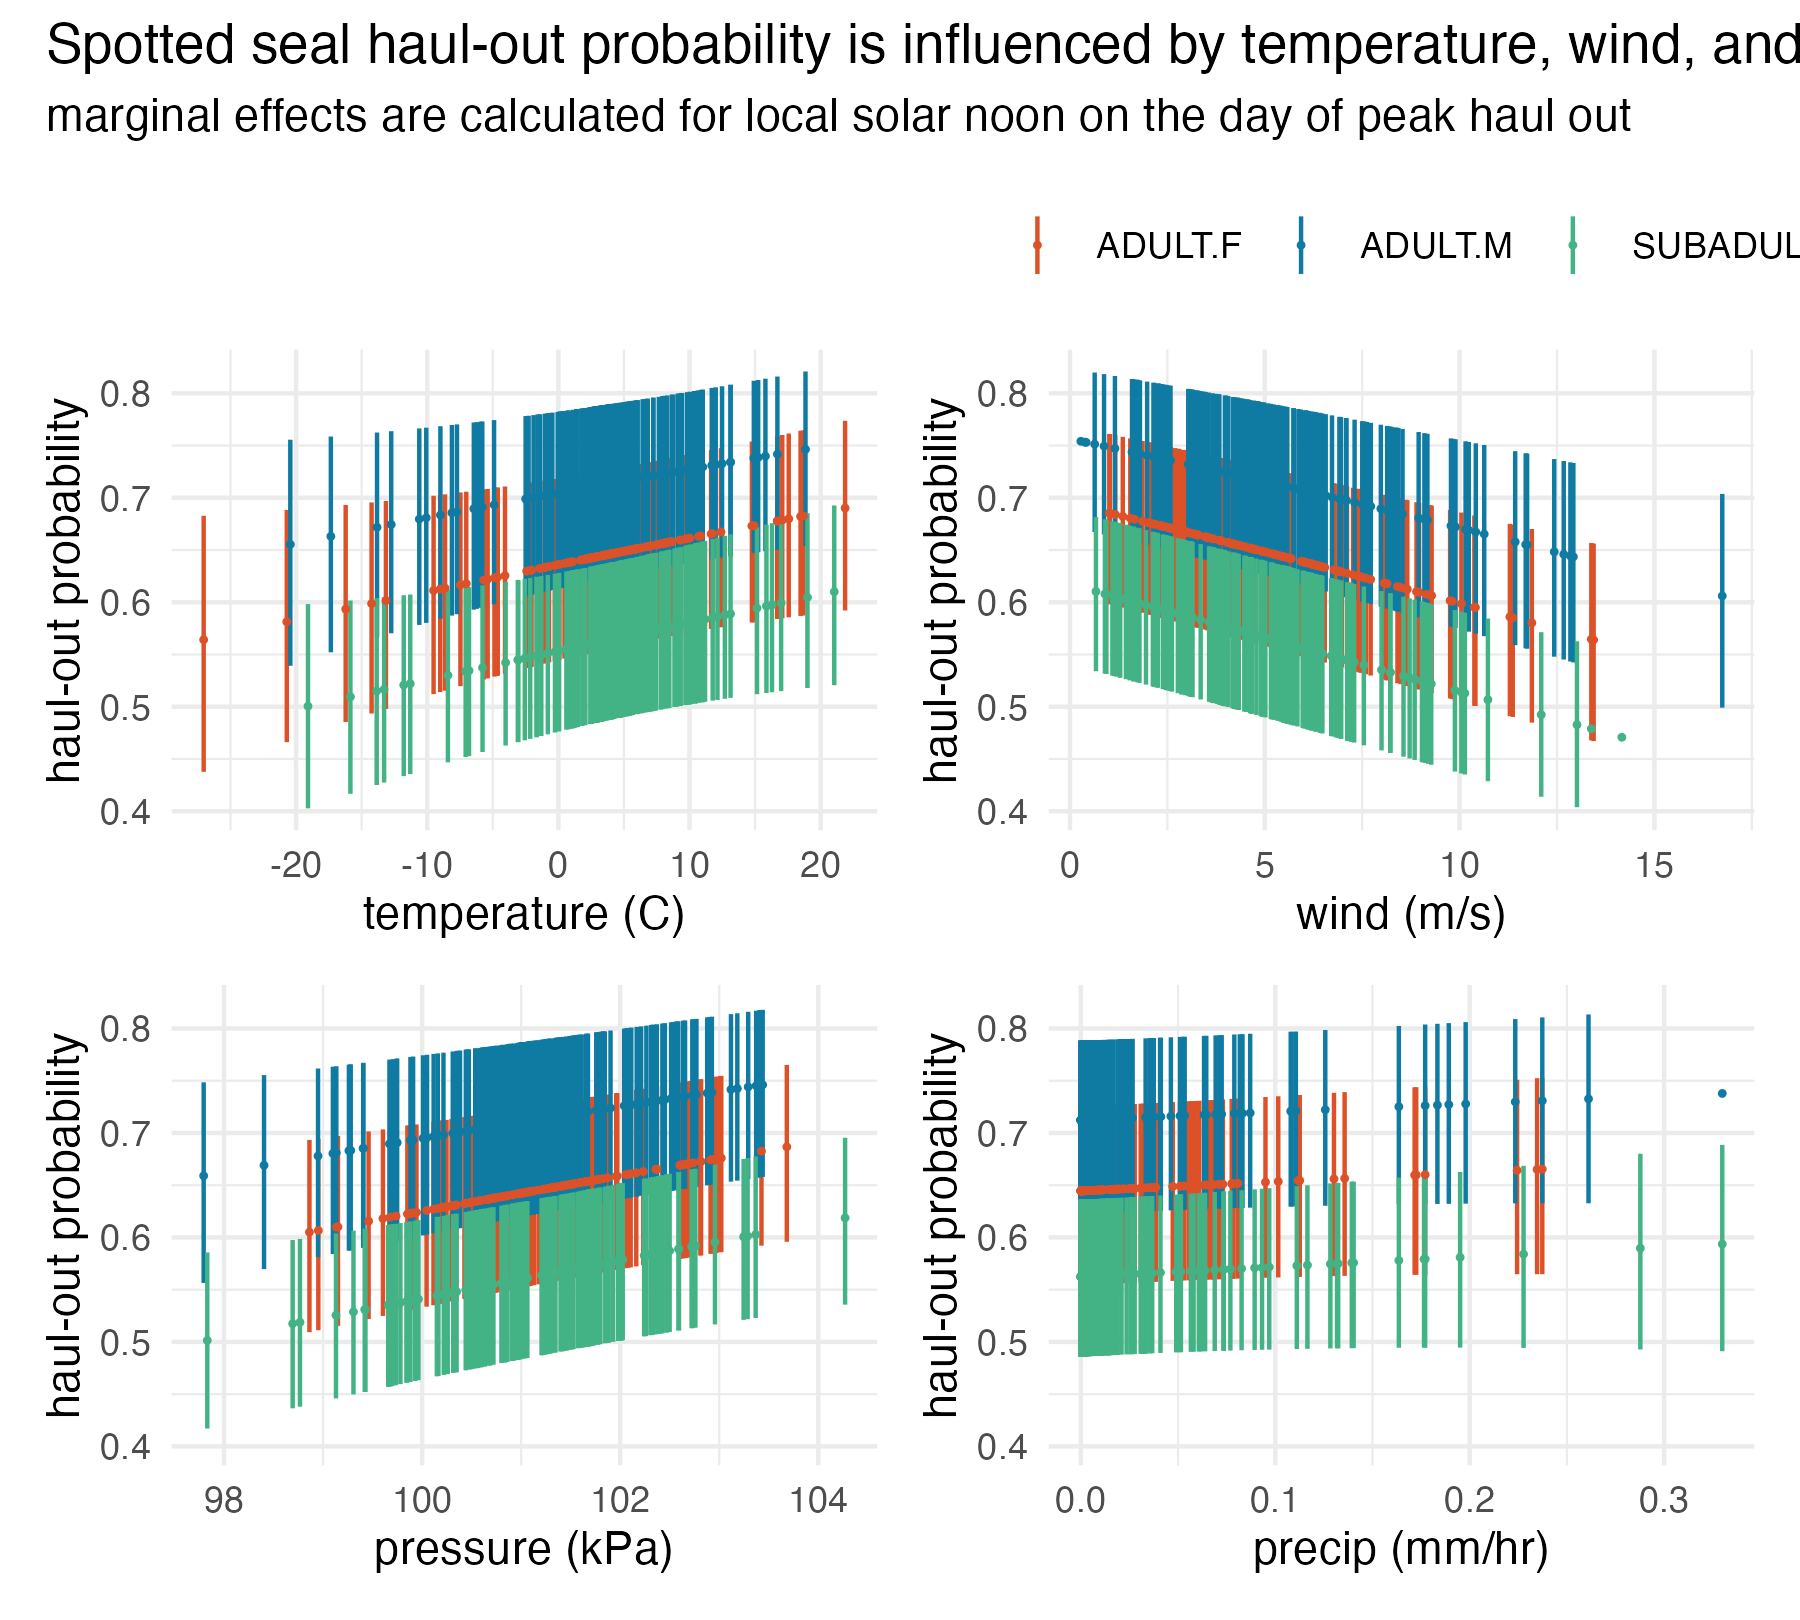 Spotted seal haul-out probability is influenced by temperature, wind, and
marginal effects are calculated for local solar noon on the day of peak haul out
ADULT.F ADULT.M SUBADUL
haul-out probability
0.8
0.7
0.6
0.5
0.4
-20 -10 0 10 20
temperature (C)
haul-out probability
0.8
0.7
0.6
0.5
0.4
0 5 10 15
wind (m/s)
haul-out probability
0.8
0.7
0.6
0.5
0.4
98 100 102 104
pressure (kPa)
haul-out probability
0.8
0.7
0.6
0.5
0.4
0.0 0.1 0.2 0.3
precip (mm/hr)